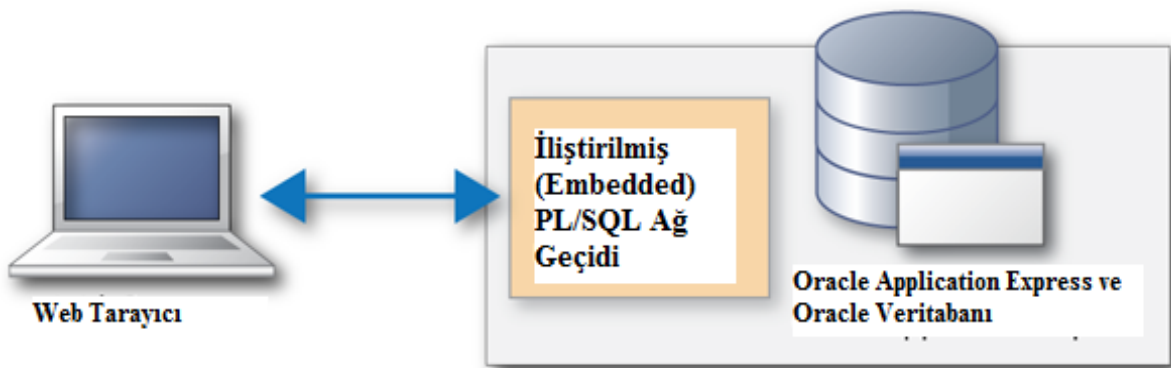 İliştirilmiş
(Embedded)
PL/SQL Ağ
Geçidi
Web Tarayıcı
Oracle Application Express ve
Oracle Veritabanı